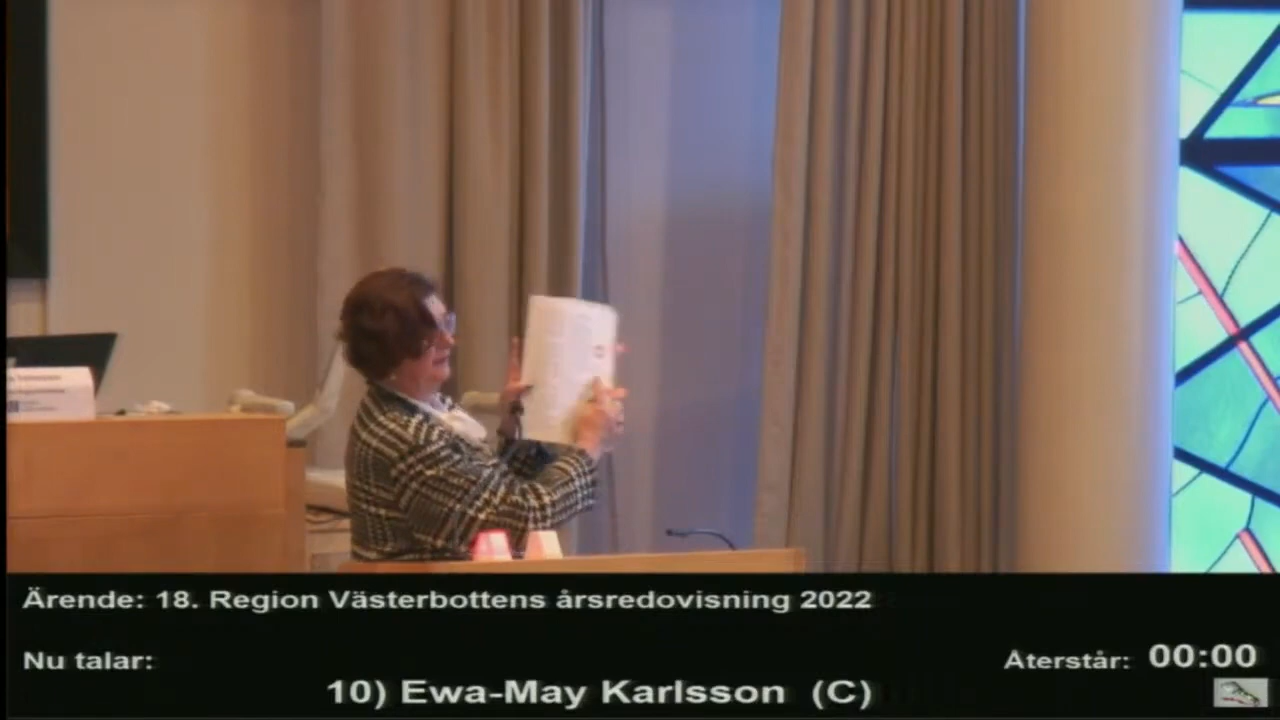 Ärende: 18. Region Västerbottens årsredovisning 2022
Nu talar:
Återstår: 00:00
10) Ewa-May Karlsson (C)